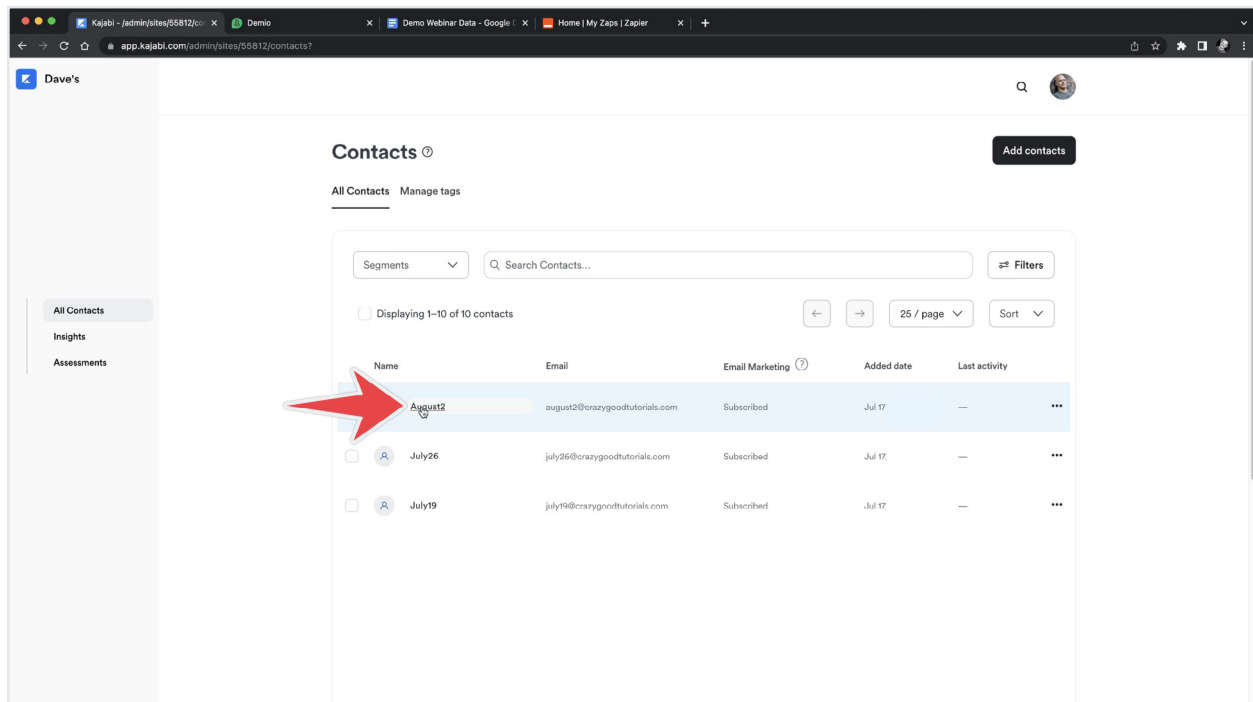 Kajabi - /admin/sites/55812/co
Demio
Demo Webinar Data - Google
Home | My Zaps | Zapier
app.kajabi.com/admin/sites/55812/contacts?
Dave's
Contacts
Add contacts
All Contacts Manage tags
Segments
Search Contacts...
Filters
All Contacts
Displaying 1–10 of 10 contacts
25 / page
Sort
Insights
Assessments
Name Email Email Marketing Added date Last activity
August2 august2@crazygoodtutorials.com Subscribed Jul 17 —
July26 july26@crazygoodtutorials.com Subscribed Jul 17, —
July19 july19@crazygoodtutorials.com Subscribed Jul 17, —